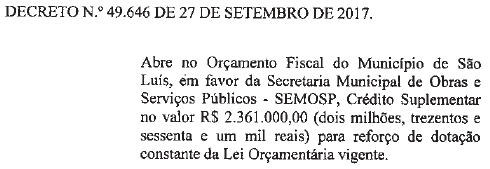 DECRETO N.º 49.646 DE 27 DE SETEMBRO DE 2017.
Abre no Orçamento Fiscal do Município de São
Luís, em favor da Secretaria Municipal de Obras e
Serviços Públicos - SEMOSP, Crédito Suplementar
no valor R$ 2.361.000,00 (dois milhões, trezentos e
sessenta e um mil reais) para reforço de dotação
constante da Lei Orçamentária vigente.